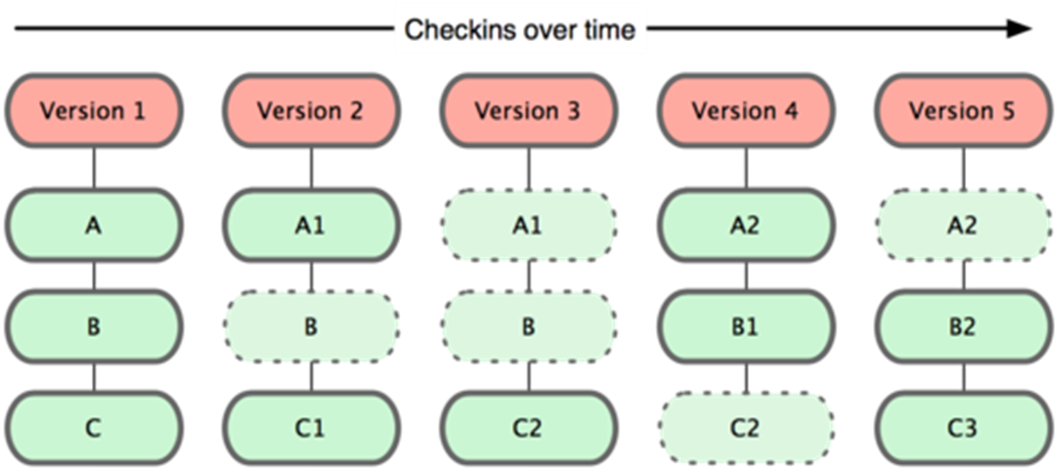 Checkins over time
Version 1 Version 2 Version 3 Version 4 Version 5
A A1 A1 A2 A2
B B B B1 B2
C C1 C2 C2 C3